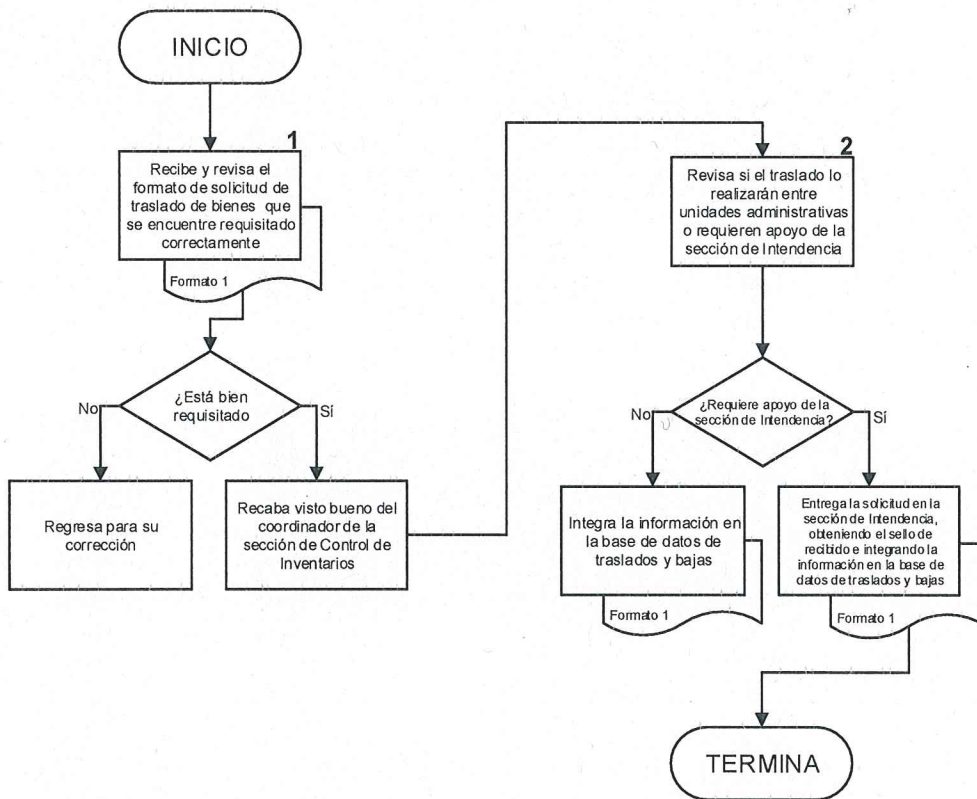 INICIO
1
Recibe y revisa el
formato de solicitud de
traslado de bienes que
se encuentre requisitado
correctamente
Formato 1
¿Está bien
requisitado
No
Sí
Regresa para su
corrección
Recaba visto bueno del
coordinador de la
sección de Control de
Inventarios
2
Revisa si el traslado lo
realizarán entre
unidades administrativas
o requieren apoyo de la
sección de Intendencia
¿Requiere apoyo de la
sección de Intendencia?
No
Sí
Integra la información en
la base de datos de
traslados y bajas
Formato 1
Entrega la solicitud en la
sección de Intendencia,
obteniendo el sello de
recibido e integrando la
información en la base de
datos de traslados y bajas
Formato 1
TERMINA